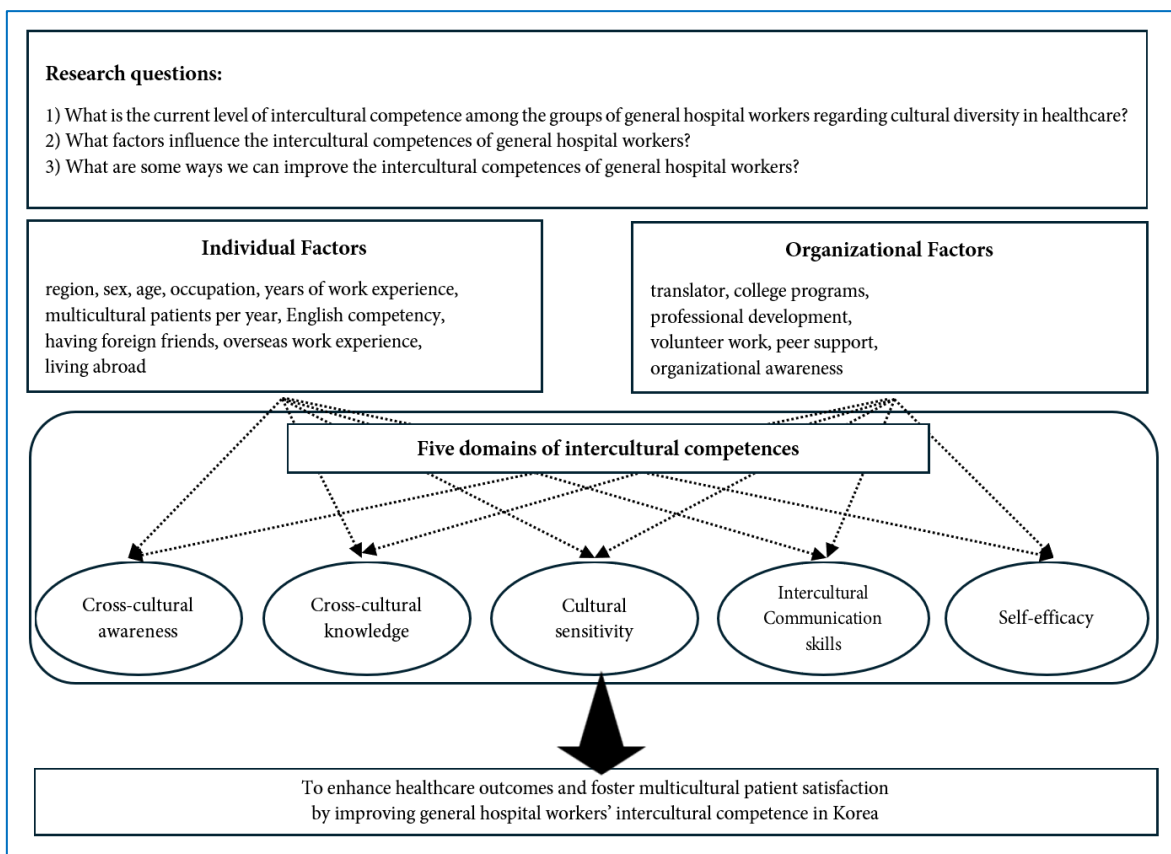 Research questions:
1) What is the current level of intercultural competence among the groups of general hospital workers regarding cultural diversity in healthcare?
2) What factors influence the intercultural competences of general hospital workers?
3) What are some ways we can improve the intercultural competences of general hospital workers?
Individual Factors
region, sex, age, occupation, years of work experience,
multicultural patients per year, English competency,
having foreign friends, overseas work experience,
living abroad
Organizational Factors
translator, college programs,
professional development,
volunteer work, peer support,
organizational awareness
Five domains of intercultural competences
Cross-cultural
awareness
Cross-cultural
knowledge
Cultural
sensitivity
Intercultural
Communication
skills
Self-efficacy
To enhance healthcare outcomes and foster multicultural patient satisfaction
by improving general hospital workers' intercultural competence in Korea